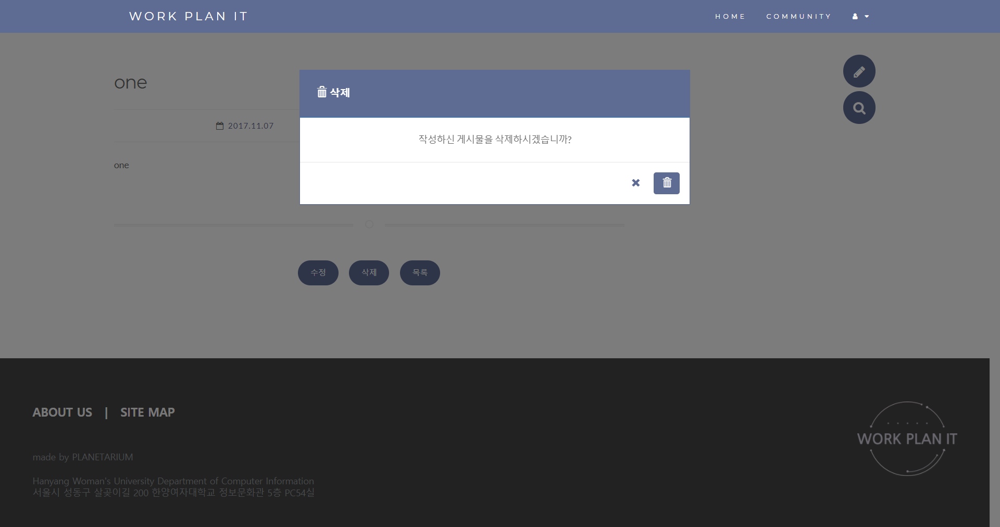 WORK PLAN IT
HOME COMMUNITY
one
삭제
2017.11.07
작성하신 게시물을 삭제하시겠습니까?
one
수정 삭제 목록
ABOUT US | SITE MAP
WORK PLAN IT
made by PLANETARIUM
Hanyang Woman's University Department of Computer Information
서울시 성동구 살곶이길 200 한양여자대학교 정보문화관 5층 PC54실